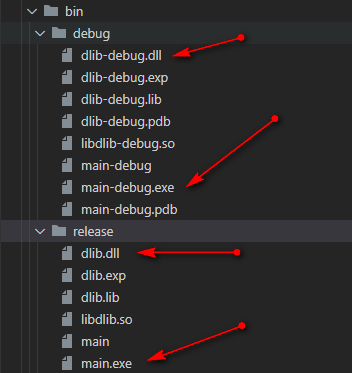 bin
debug
dlib-debug.dll
dlib-debug.exp
dlib-debug.lib
dlib-debug.pdb
libdlib-debug.so
main-debug
main-debug.exe
main-debug.pdb
release
dlib.dll
dlib.exp
dlib.lib
libdlib.so
main
main.exe